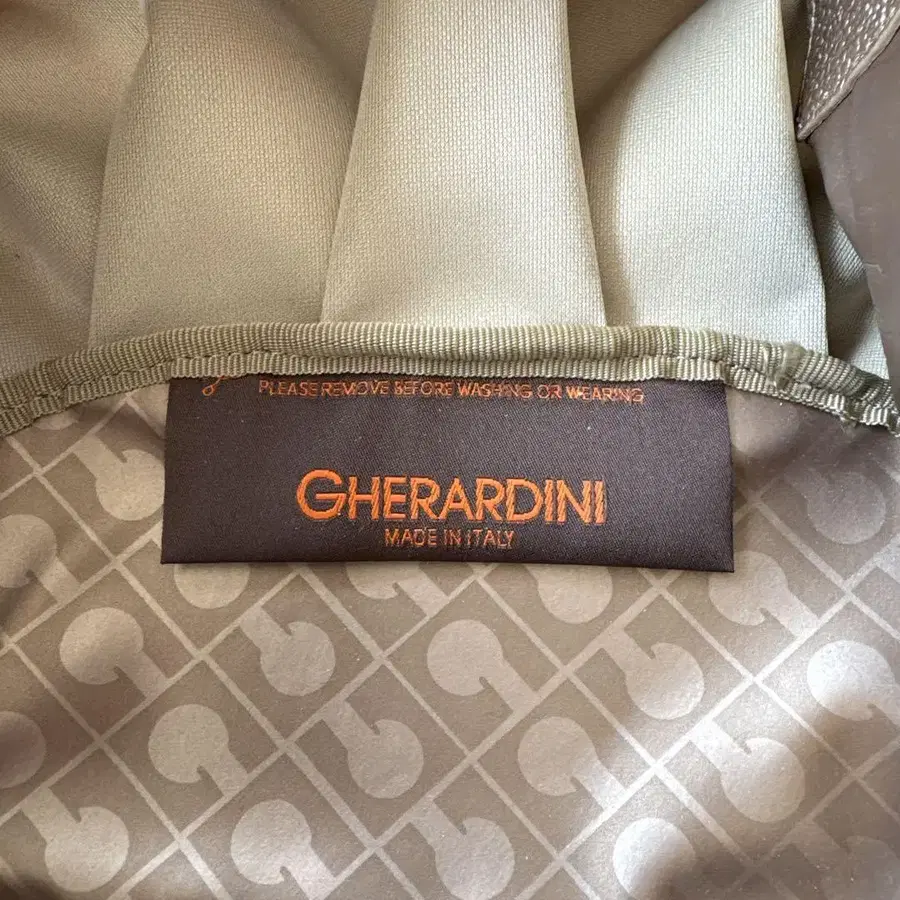 PLEASE REMOVE BEFORE WASHING OR WEARING
GHERARDINI
MADE IN ITALY